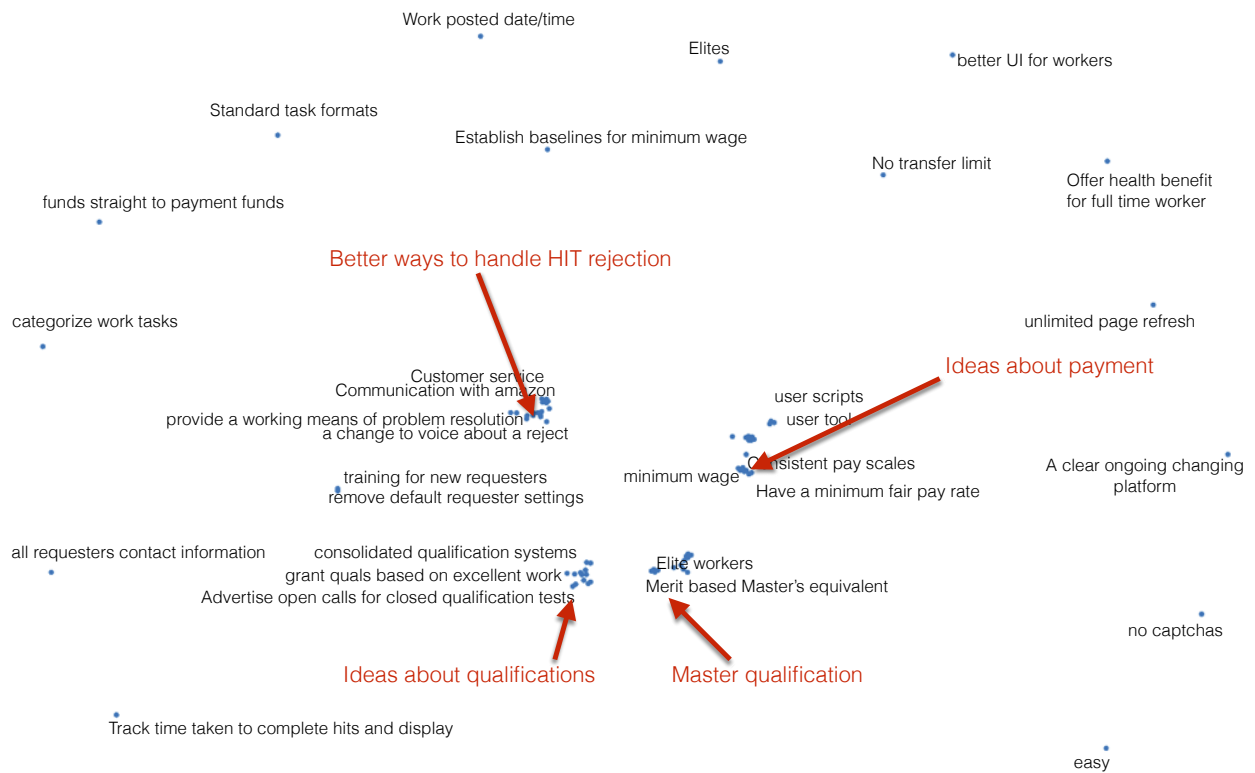 Work posted date/time
Elites
better UI for workers
Standard task formats
Establish baselines for minimum wage
No transfer limit
Offer health benefit
for full time worker
funds straight to payment funds
Better ways to handle HIT rejection
categorize work tasks
unlimited page refresh
Ideas about payment
Customer service
Communication with amazon
user scripts
provide a working means of problem resolution
user tool
a change to voice about a reject
Consistent pay scales
A clear ongoing changing
platform
training for new requesters
minimum wage
Have a minimum fair pay rate
remove default requester settings
all requesters contact information
consolidated qualification systems
Elite workers
grant quals based on excellent work
Merit based Master's equivalent
Advertise open calls for closed qualification tests
no captchas
Ideas about qualifications
Master qualification
Track time taken to complete hits and display
easy